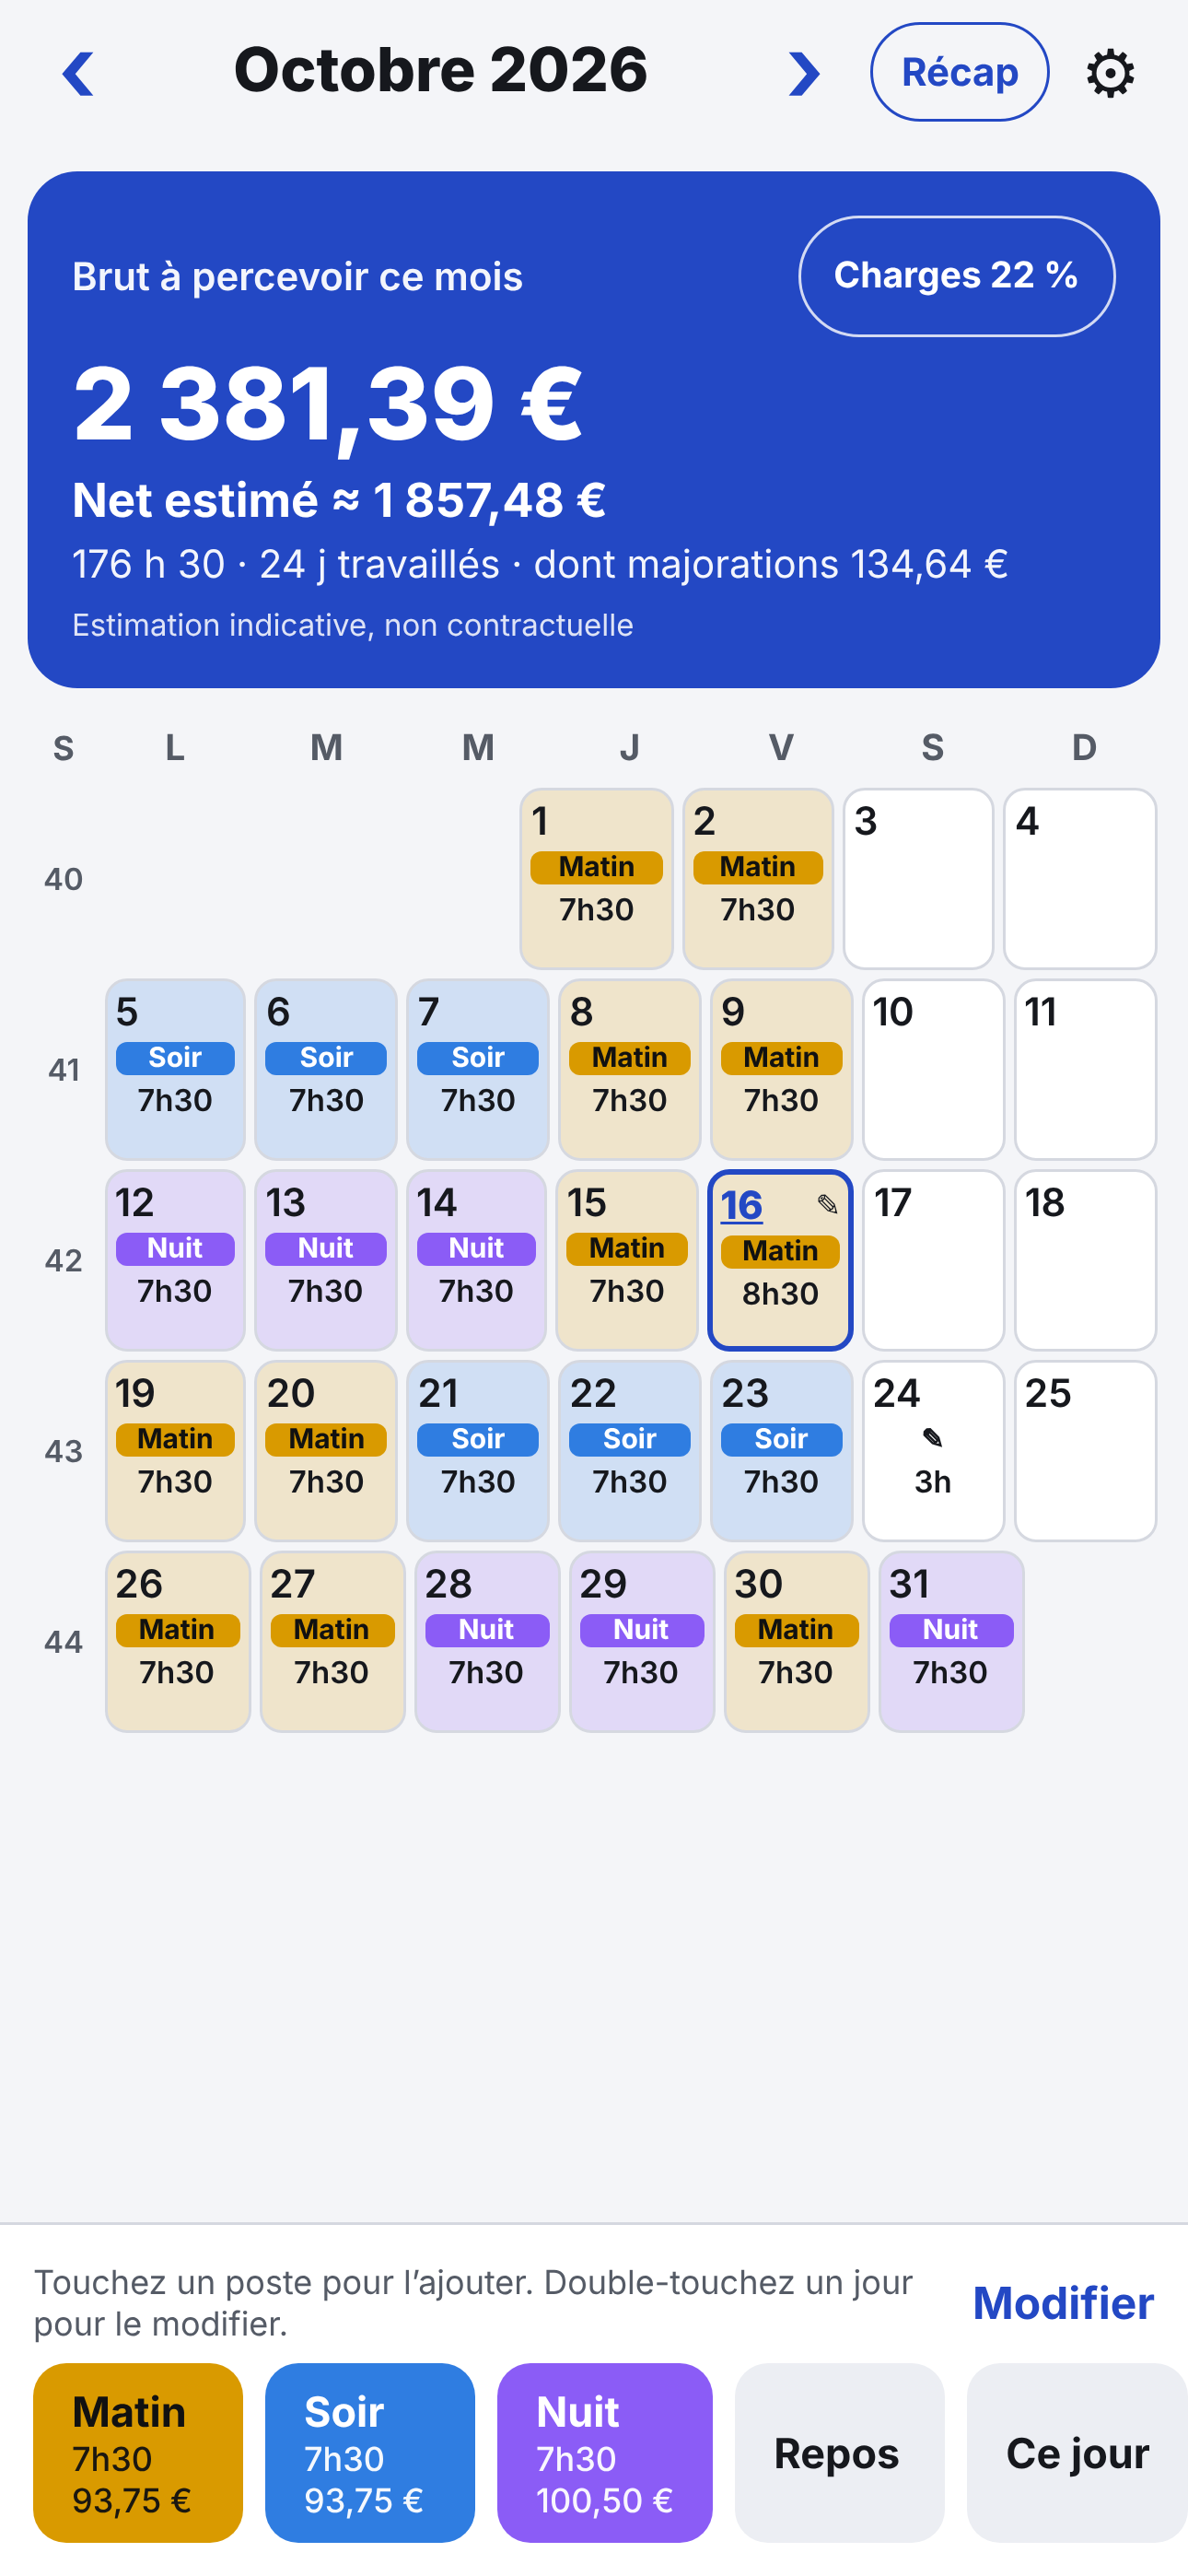 Octobre 2026 Récap
Brut à percevoir ce mois Charges 22 %
2 381,39 €
Net estimé ≈ 1 857,48 €
176 h 30 · 24 j travaillés · dont majorations 134,64 €
Estimation indicative, non contractuelle
S L M M J V S D
40 1 2 3 4
Matin Matin
7h30 7h30
41 5 6 7 8 9 10 11
Soir Soir Soir Matin Matin
7h30 7h30 7h30 7h30 7h30
42 12 13 14 15 16 17 18
Nuit Nuit Nuit Matin Matin
7h30 7h30 7h30 7h30 8h30
43 19 20 21 22 23 24 25
Matin Matin Soir Soir Soir
7h30 7h30 7h30 7h30 7h30 3h
44 26 27 28 29 30 31
Matin Matin Nuit Nuit Matin Nuit
7h30 7h30 7h30 7h30 7h30 7h30
Touchez un poste pour l’ajouter. Double-touchez un jour
pour le modifier.
Modifier
Matin Soir Nuit Repos Ce jour
7h30 7h30 7h30
93,75 € 93,75 € 100,50 €